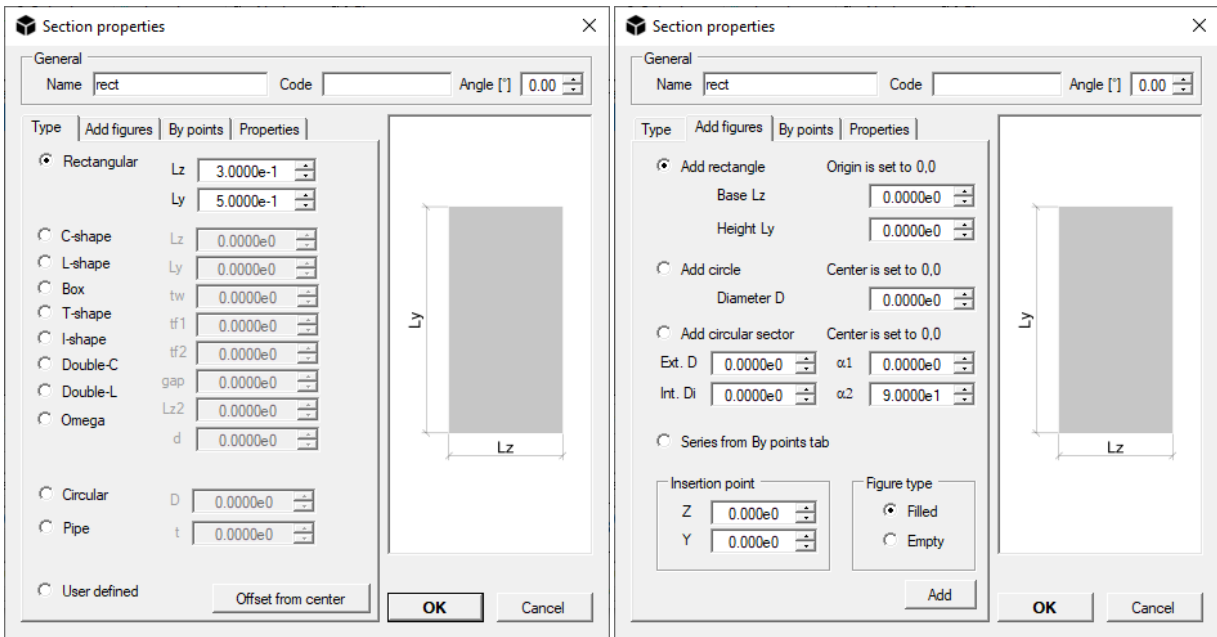 Section properties
General
Name rect Code Angle [°] 0.00
Type Add figures By points Properties
Rectangular Lz 3.0000e-1
Ly 5.0000e-1
C-shape Lz 0.0000e0
L-shape Ly 0.0000e0
Box tw 0.0000e0
T-shape tf1 0.0000e0
I-shape tf2 0.0000e0
Double-C gap 0.0000e0
Double-L Lz2 0.0000e0
Omega d 0.0000e0
Circular D 0.0000e0
Pipe t 0.0000e0
User defined Offset from center
Ly
Lz
OK Cancel
Section properties
General
Name rect Code Angle [°] 0.00
Type Add figures By points Properties
Add rectangle Origin is set to 0,0
Base Lz 0.0000e0
Height Ly 0.0000e0
Add circle Center is set to 0,0
Diameter D 0.0000e0
Add circular sector Center is set to 0,0
Ext. D 0.0000e0 α1 0.0000e0
Int. Di 0.0000e0 α2 9.0000e1
Series from By points tab
Insertion point Figure type
Z 0.000e0 Filled
Y 0.000e0 Empty
Add
Ly
Lz
OK Cancel